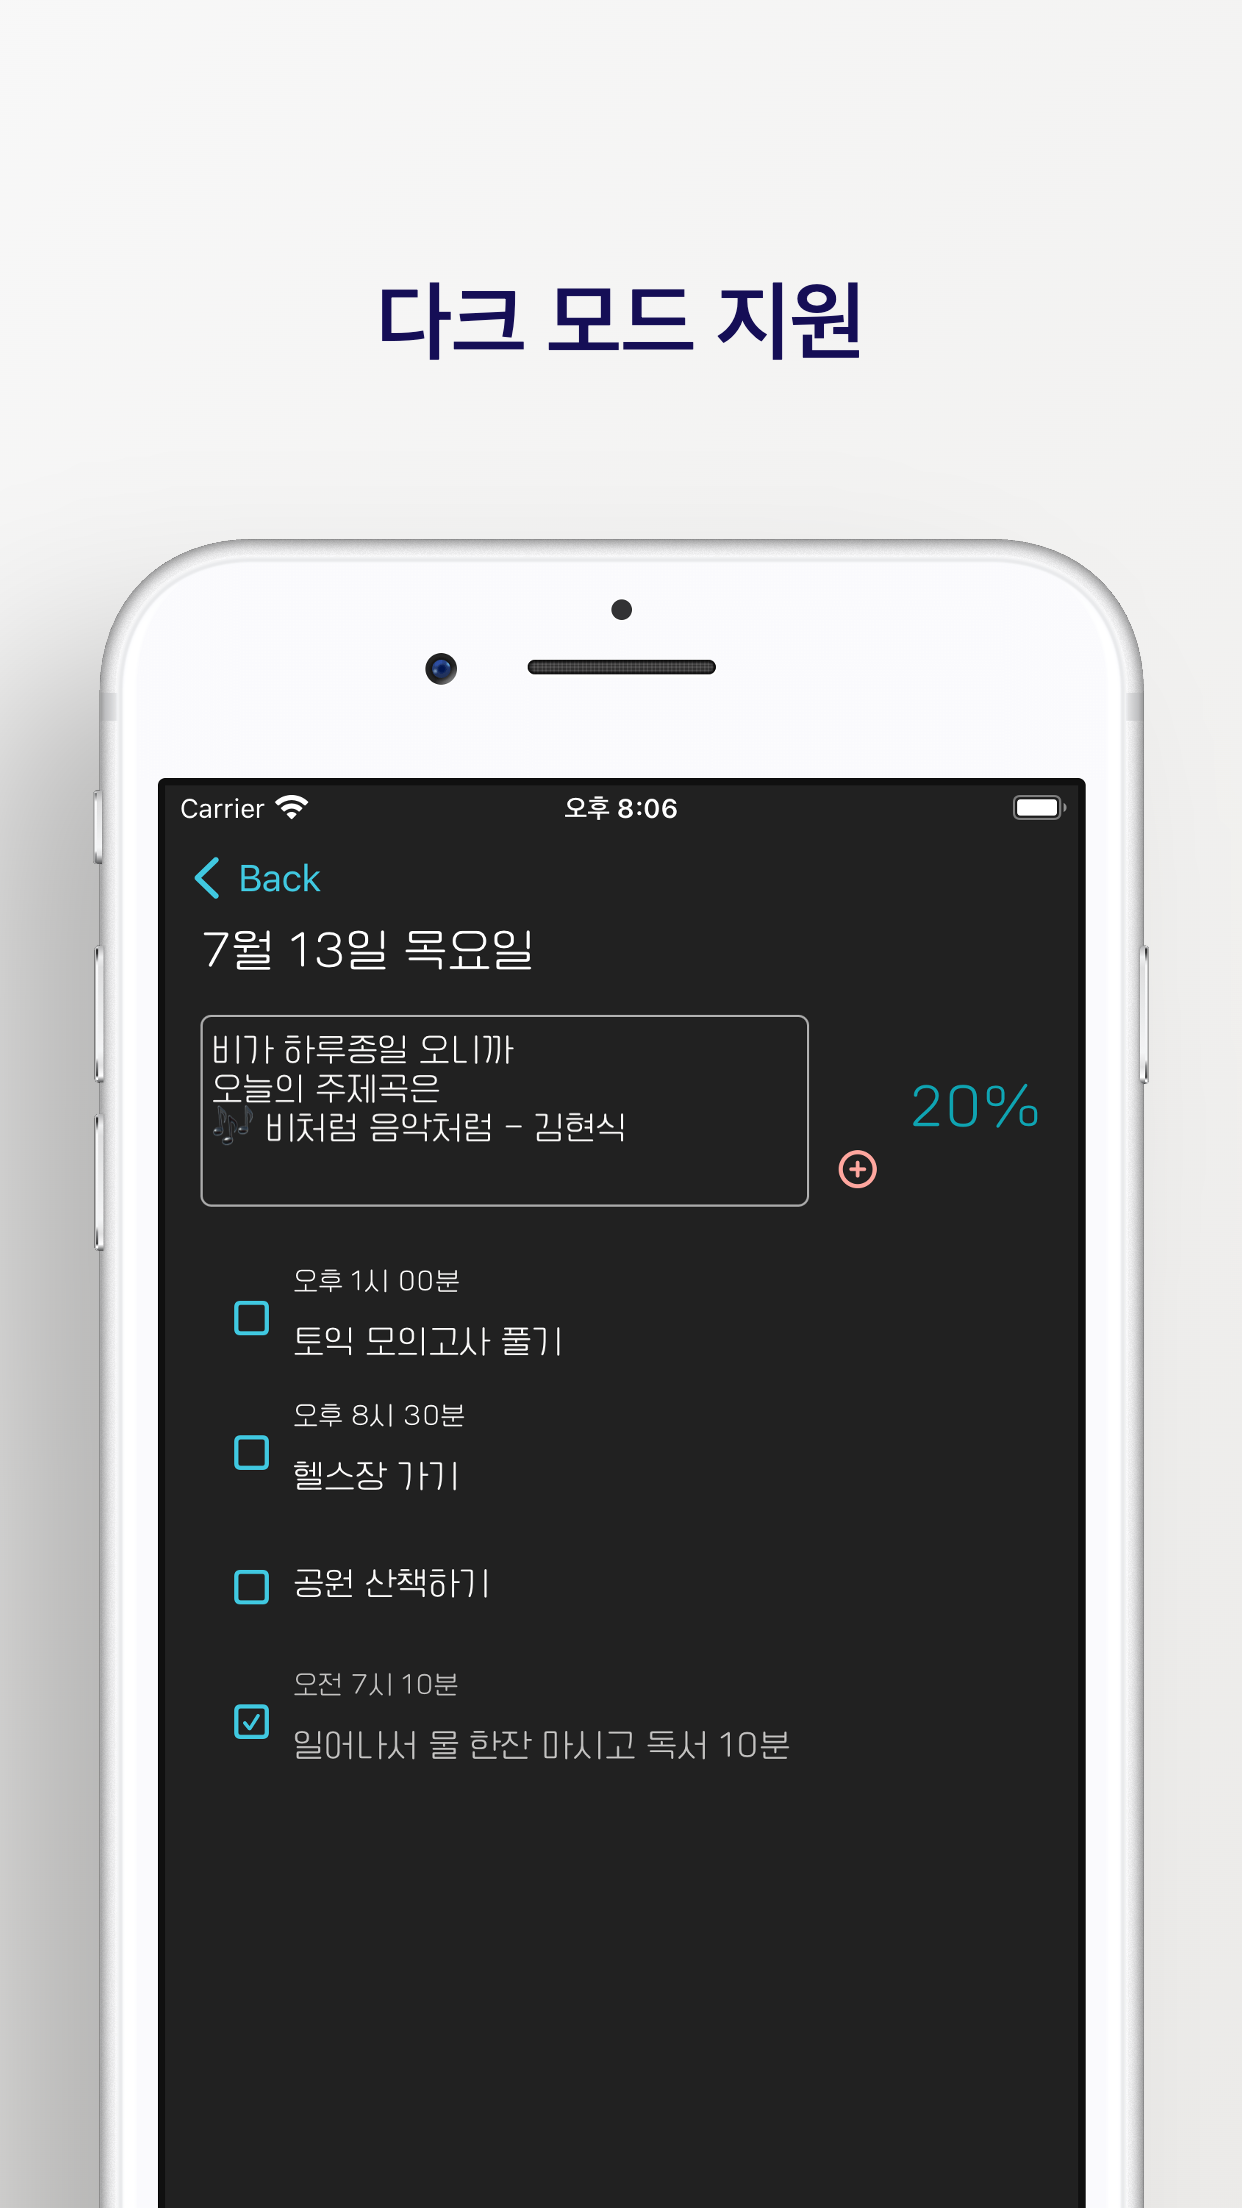 다크 모드 지원
Carrier 오후 8:06
Back
7월 13일 목요일
비가 하루종일 오니까
오늘의 주제곡은
🎶 비처럼 음악처럼 - 김현식
20%
오후 1시 00분
토익 모의고사 풀기
오후 8시 30분
헬스장 가기
공원 산책하기
오전 7시 10분
일어나서 물 한잔 마시고 독서 10분